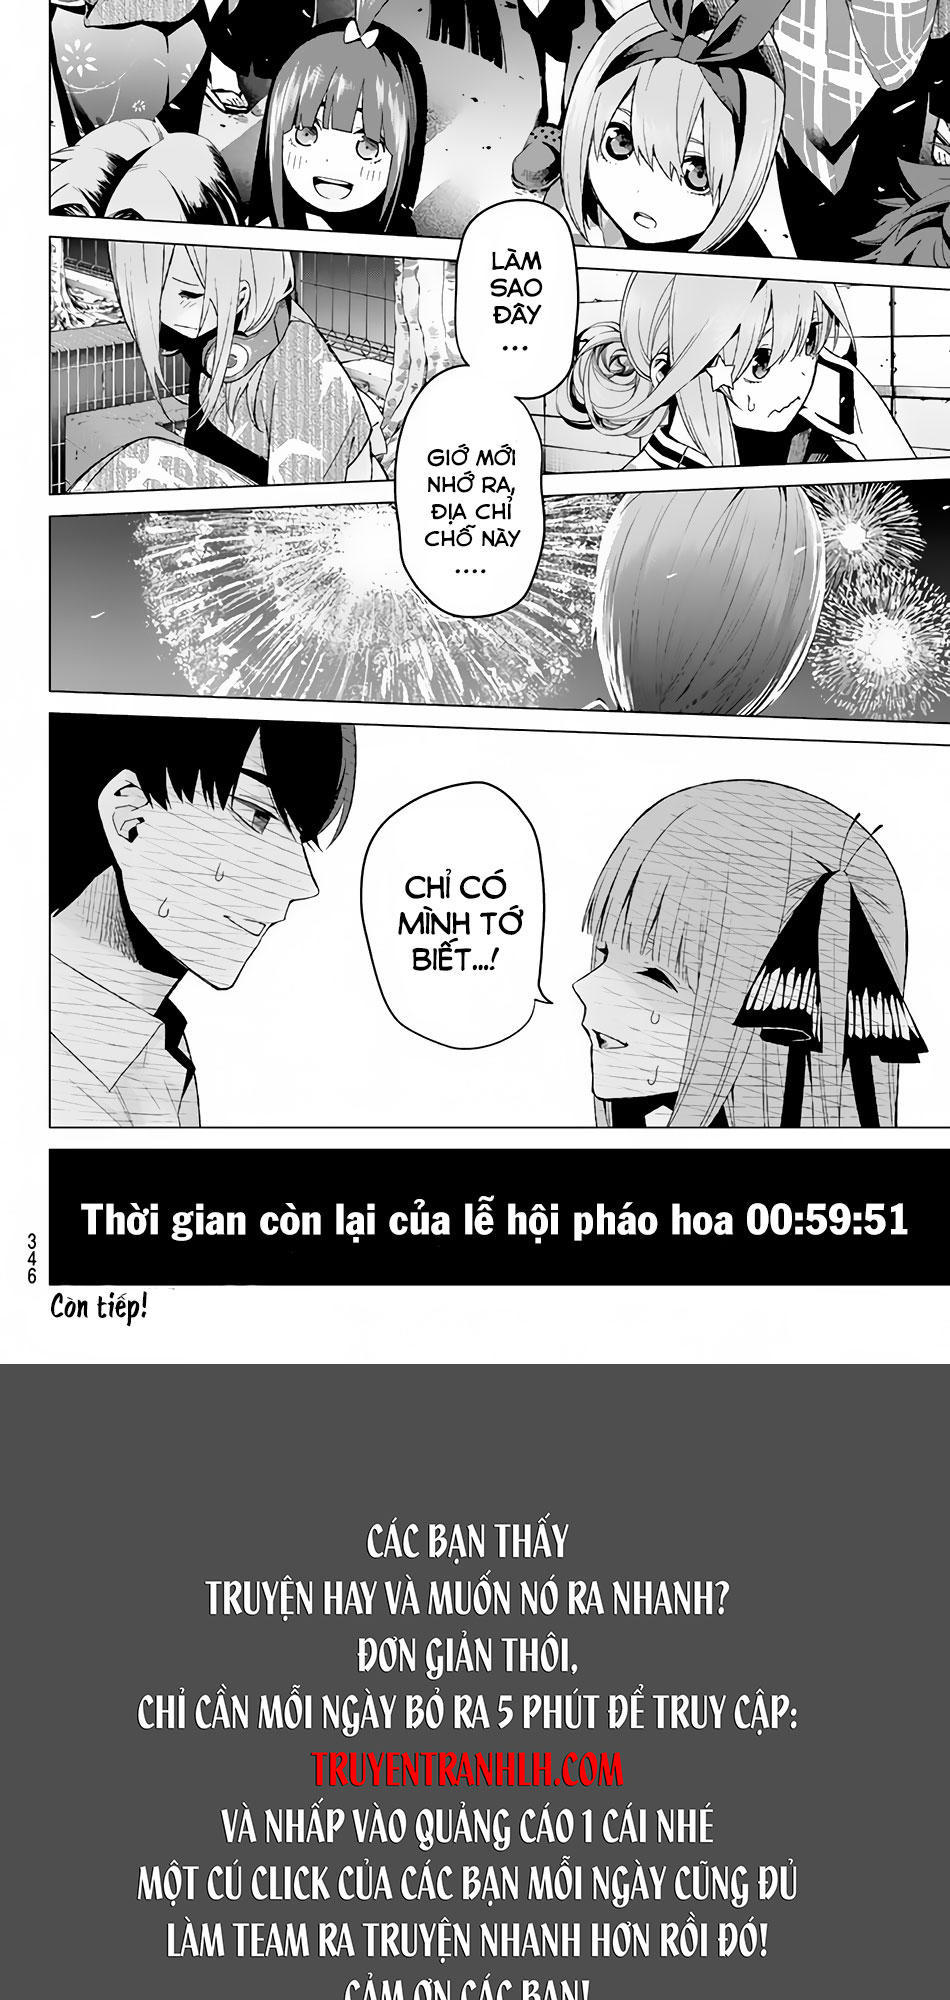 LÀM
SAO
ĐÂY
...
GIỜ MỚI
NHỚ RA,
ĐỊA CHỈ
CHỖ NÀY
....
CHỈ CÓ
MÌNH TỚ
BIẾT...!
Thời gian còn lại của lễ hội pháo hoa 00:59:51
346
Còn tiếp!
CÁC BẠN THẤY
TRUYỆN HAY VÀ MUỐN NÓ RA NHANH?
ĐƠN GIẢN THÔI,
CHỈ CẦN MỖI NGÀY BỎ RA 5 PHÚT ĐỂ TRUY CẬP:
TRUYENTRANHLH.COM
VÀ NHẤP VÀO QUẢNG CÁO 1 CÁI NHÉ
MỘT CÚ CLICK CỦA CÁC BẠN MỖI NGÀY CŨNG ĐỦ
LÀM TEAM RA TRUYỆN NHANH HƠN RỒI ĐÓ!
CẢM ƠN CÁC BẠN!